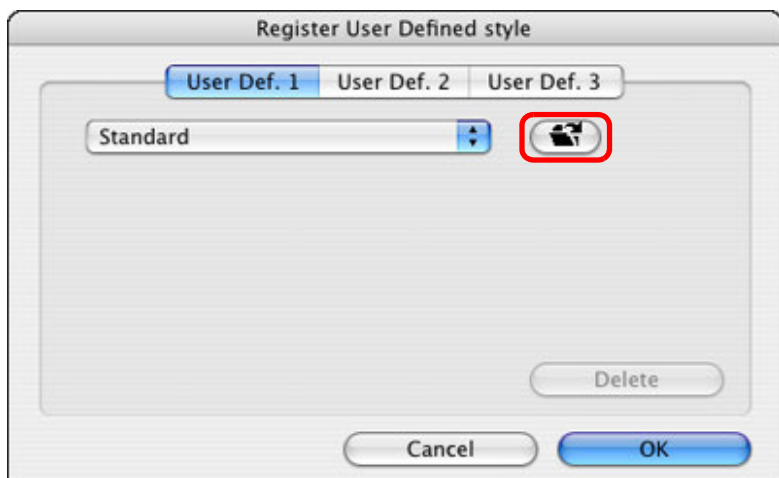 Register User Defined style
User Def. 1 User Def. 2 User Def. 3
Standard
Delete
Cancel OK